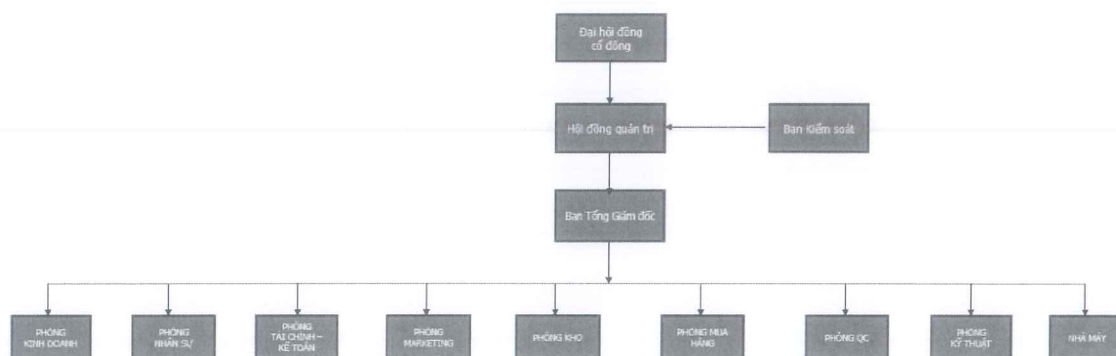 Đại hội đồng
cổ đông
Hội đồng quản trị
Ban Kiểm soát
Ban Tổng Giám đốc
PHÒNG
KINH DOANH
PHÒNG
NHÂN SỰ
PHÒNG
TÀI CHÍNH –
KẾ TOÁN
PHÒNG
MARKETING
PHÒNG KHO
PHÒNG MUA
HÀNG
PHÒNG QC
PHÒNG
KỸ THUẬT
NHÀ MÁY